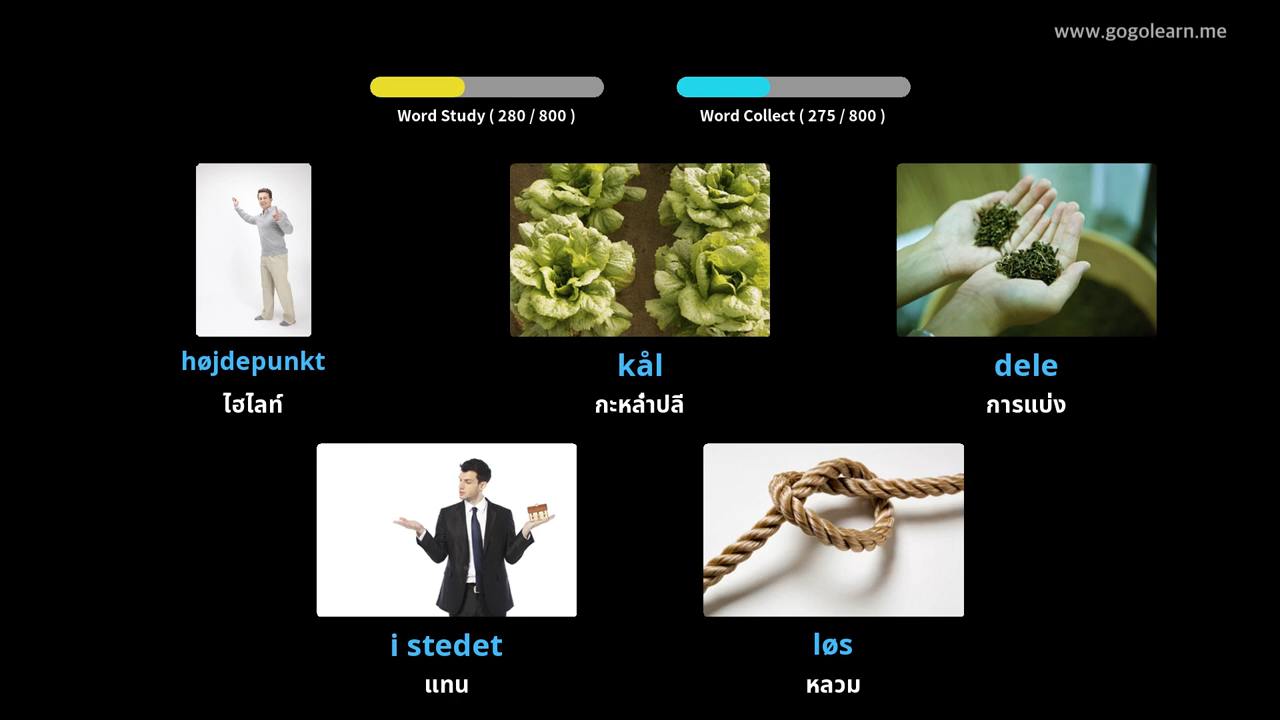 www.gogolearn.me
Word Study ( 280 / 800 )
Word Collect ( 275 / 800 )
højdepunkt
ไฮไลท์
kål
กะหลํ่าปลี
dele
การแบ่ง
i stedet
แทน
løs
หลวม